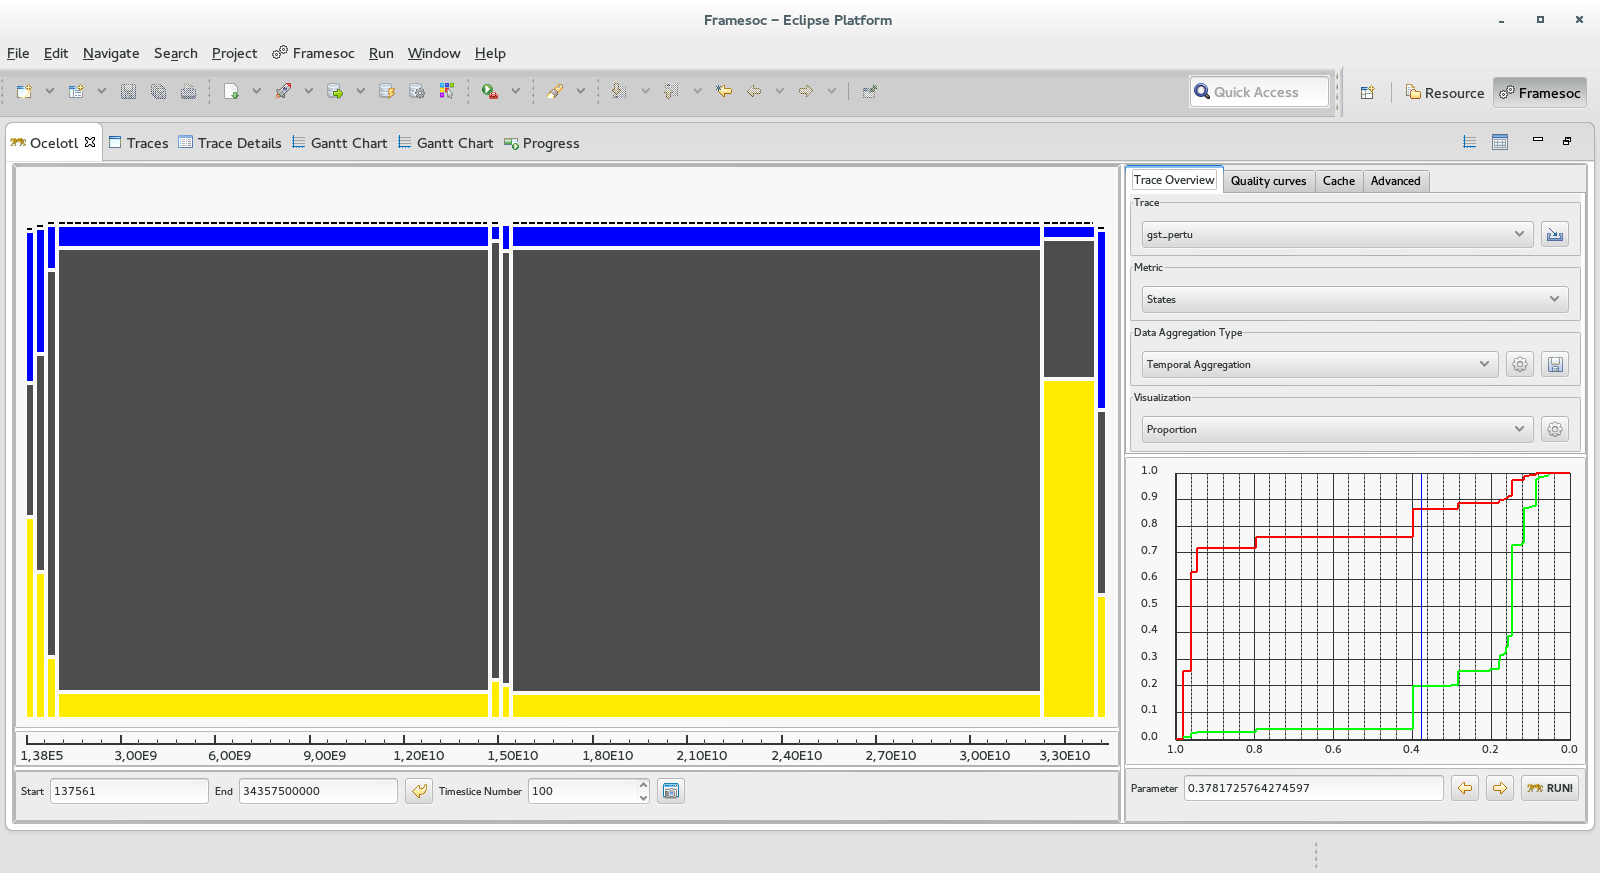 Framesoc – Eclipse Platform
File Edit Navigate Search Project Framesoc Run Window Help
Quick Access Resource Framesoc
Ocelotl Traces Trace Details Gantt Chart Gantt Chart Progress
Trace Overview Quality curves Cache Advanced
Trace
gst_pertu
Metric
States
Data Aggregation Type
Temporal Aggregation
Visualization
Proportion
1.0
0.9
0.8
0.7
0.6
0.5
0.4
0.3
0.2
0.1
0.0
1.0 0.8 0.6 0.4 0.2 0.0
1,38E5 3,00E9 6,00E9 9,00E9 1,20E10 1,50E10 1,80E10 2,10E10 2,40E10 2,70E10 3,00E10 3,30E10
Start 137561 End 34357500000 Timeslice Number 100
Parameter 0.3781725764274597 RUN!